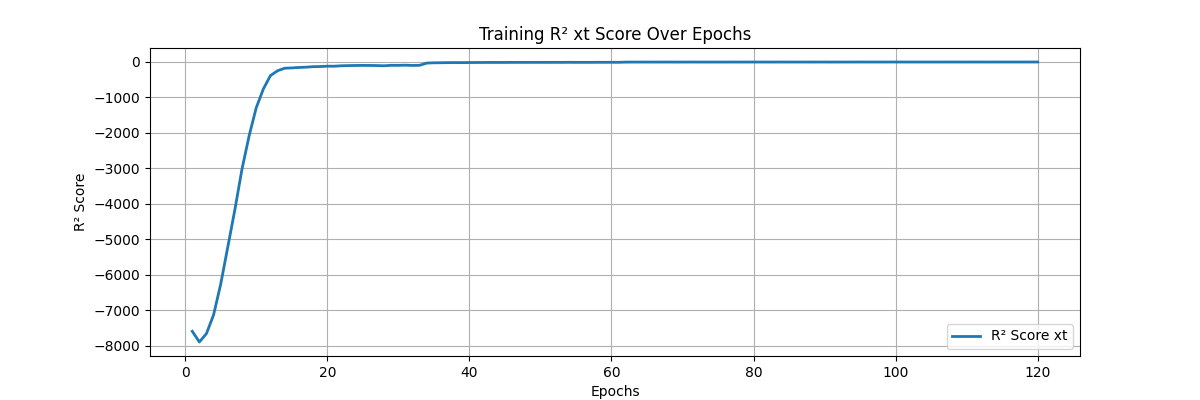 Training R² xt Score Over Epochs
R² Score
0
−1000
−2000
−3000
−4000
−5000
−6000
−7000
−8000
R² Score xt
0 20 40 60 80 100 120
Epochs